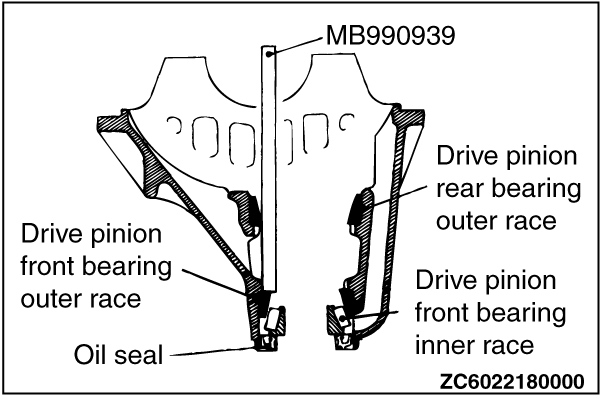 MB990939
Drive pinion
rear bearing
outer race
Drive pinion
front bearing
outer race
Drive pinion
front bearing
inner race
Oil seal
ZC6022180000